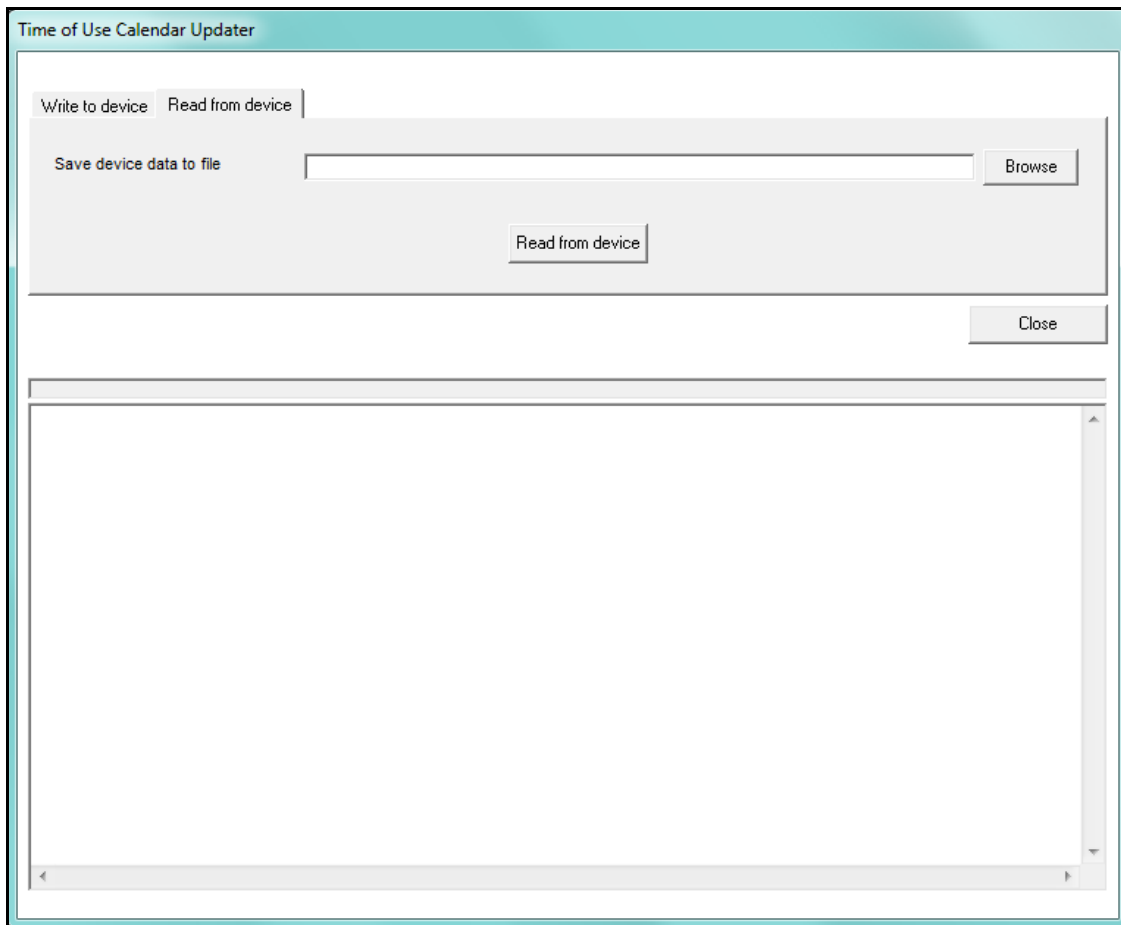 Time of Use Calendar Updater
Write to device Read from device
Save device data to file Browse
Read from device
Close